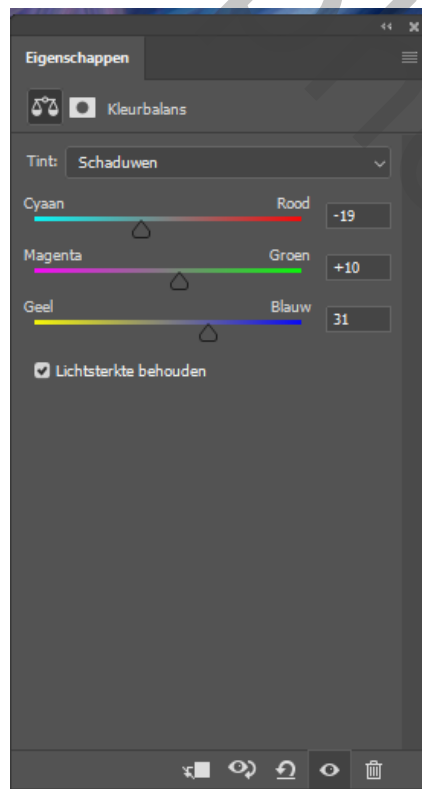 Eigenschappen
Kleurbalans
Tint: Schaduwen
Cyaan Rood -19
Magenta Groen +10
Geel Blauw 31
Lichtsterkte behouden